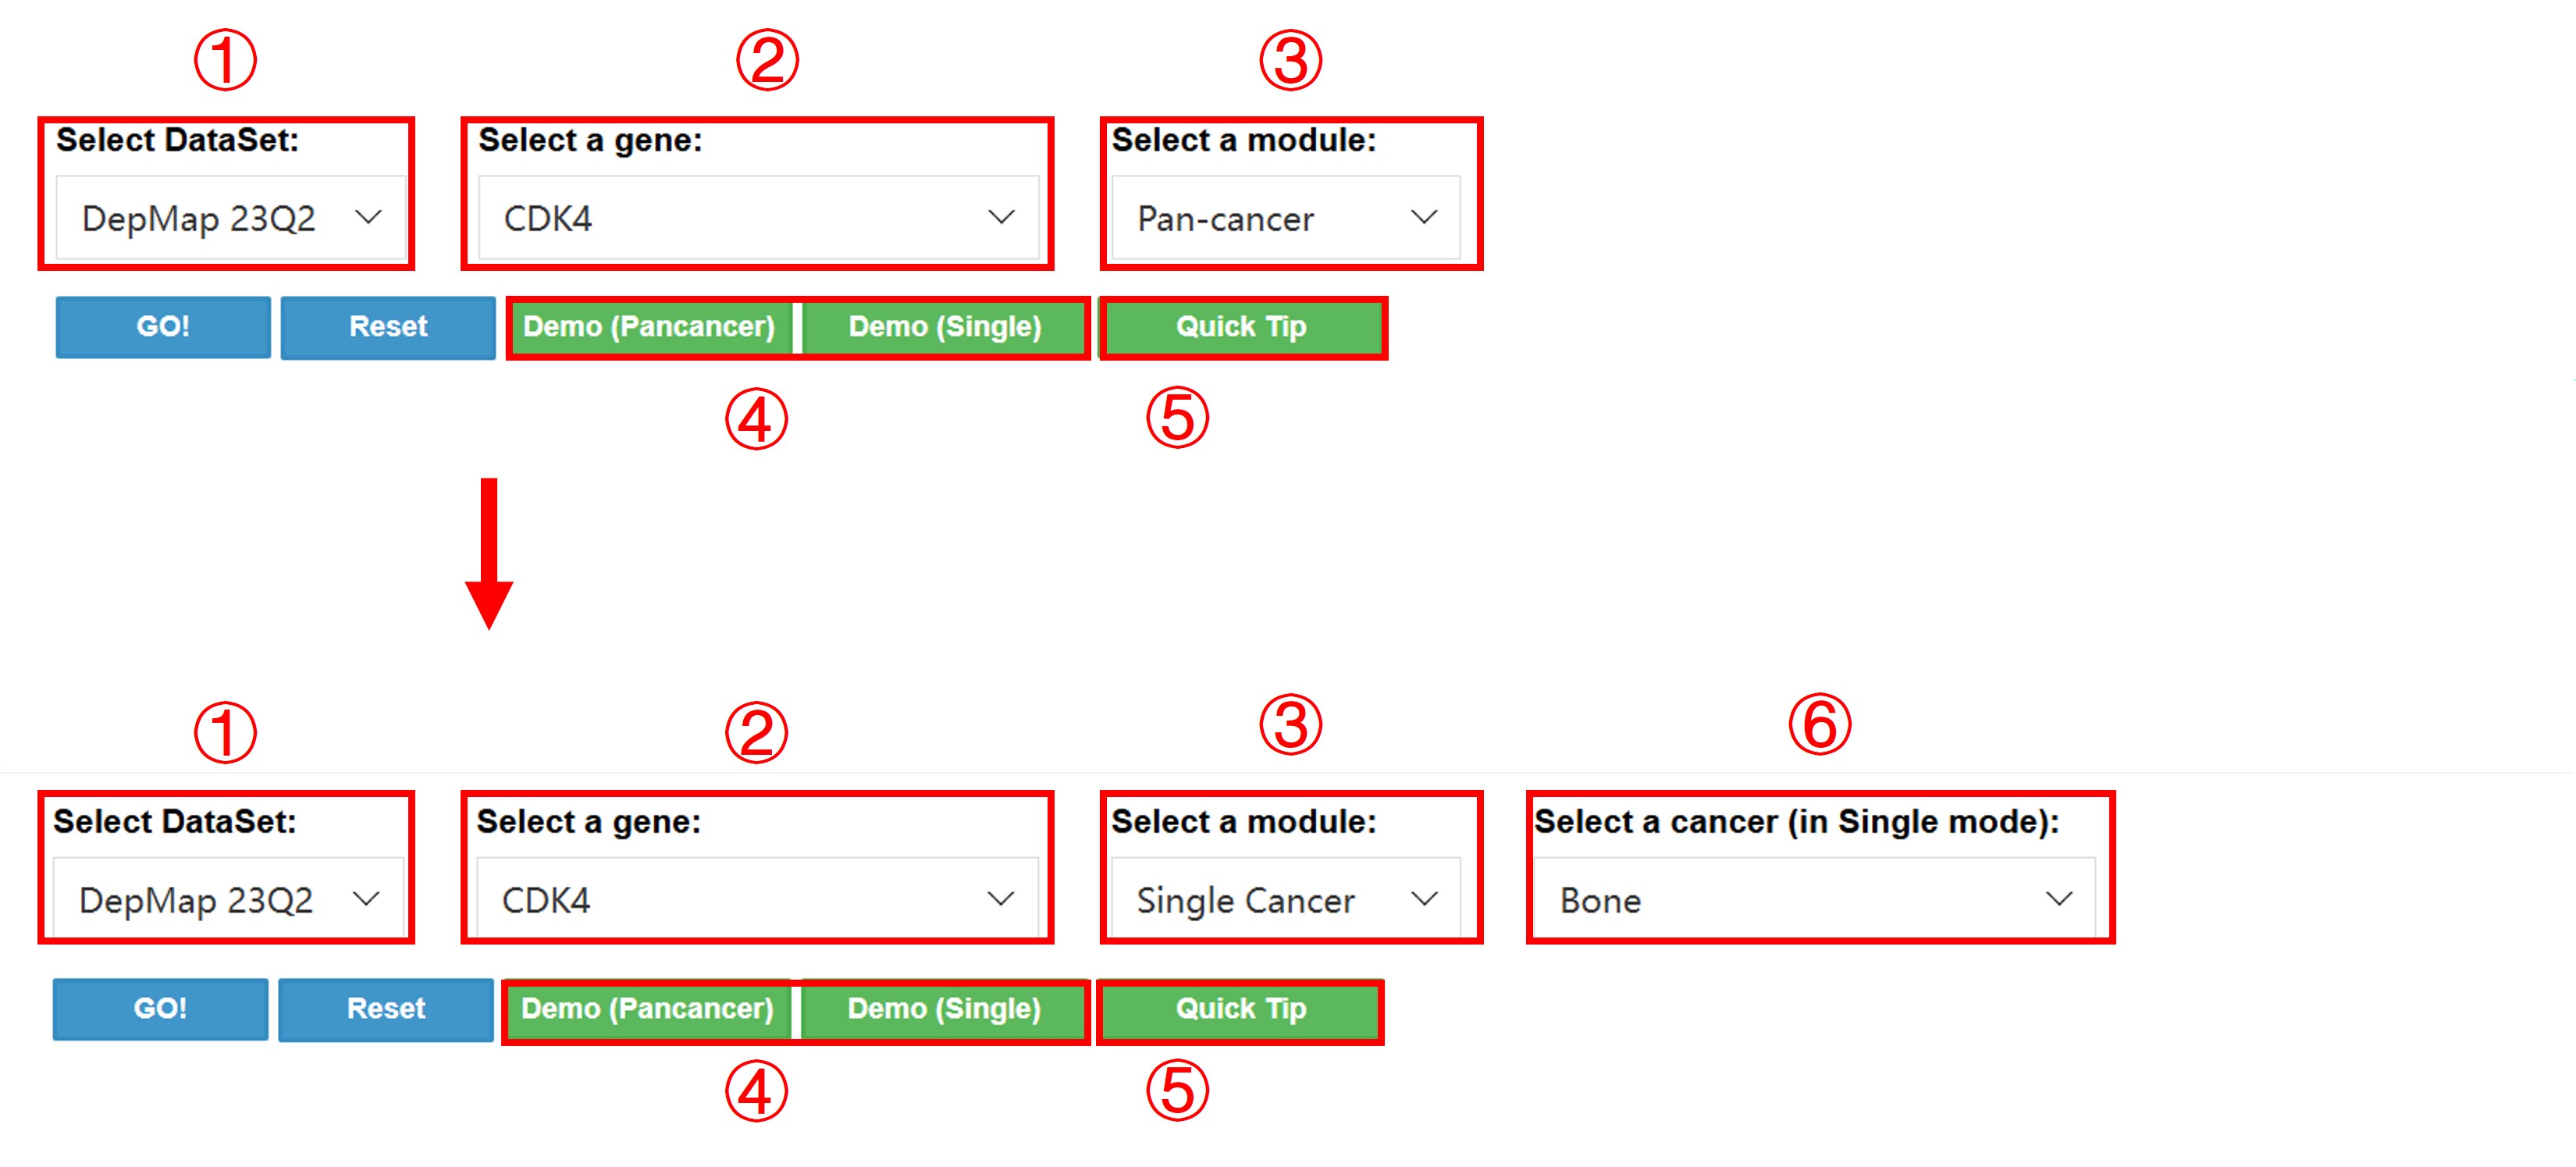 ① ② ③
Select DataSet: Select a gene: Select a module:
DepMap 23Q2 CDK4 Pan-cancer
GO! Reset Demo (Pancancer) Demo (Single) Quick Tip
④ ⑤
① ② ③ ⑥
Select DataSet: Select a gene: Select a module: Select a cancer (in Single mode):
DepMap 23Q2 CDK4 Single Cancer Bone
GO! Reset Demo (Pancancer) Demo (Single) Quick Tip
④ ⑤